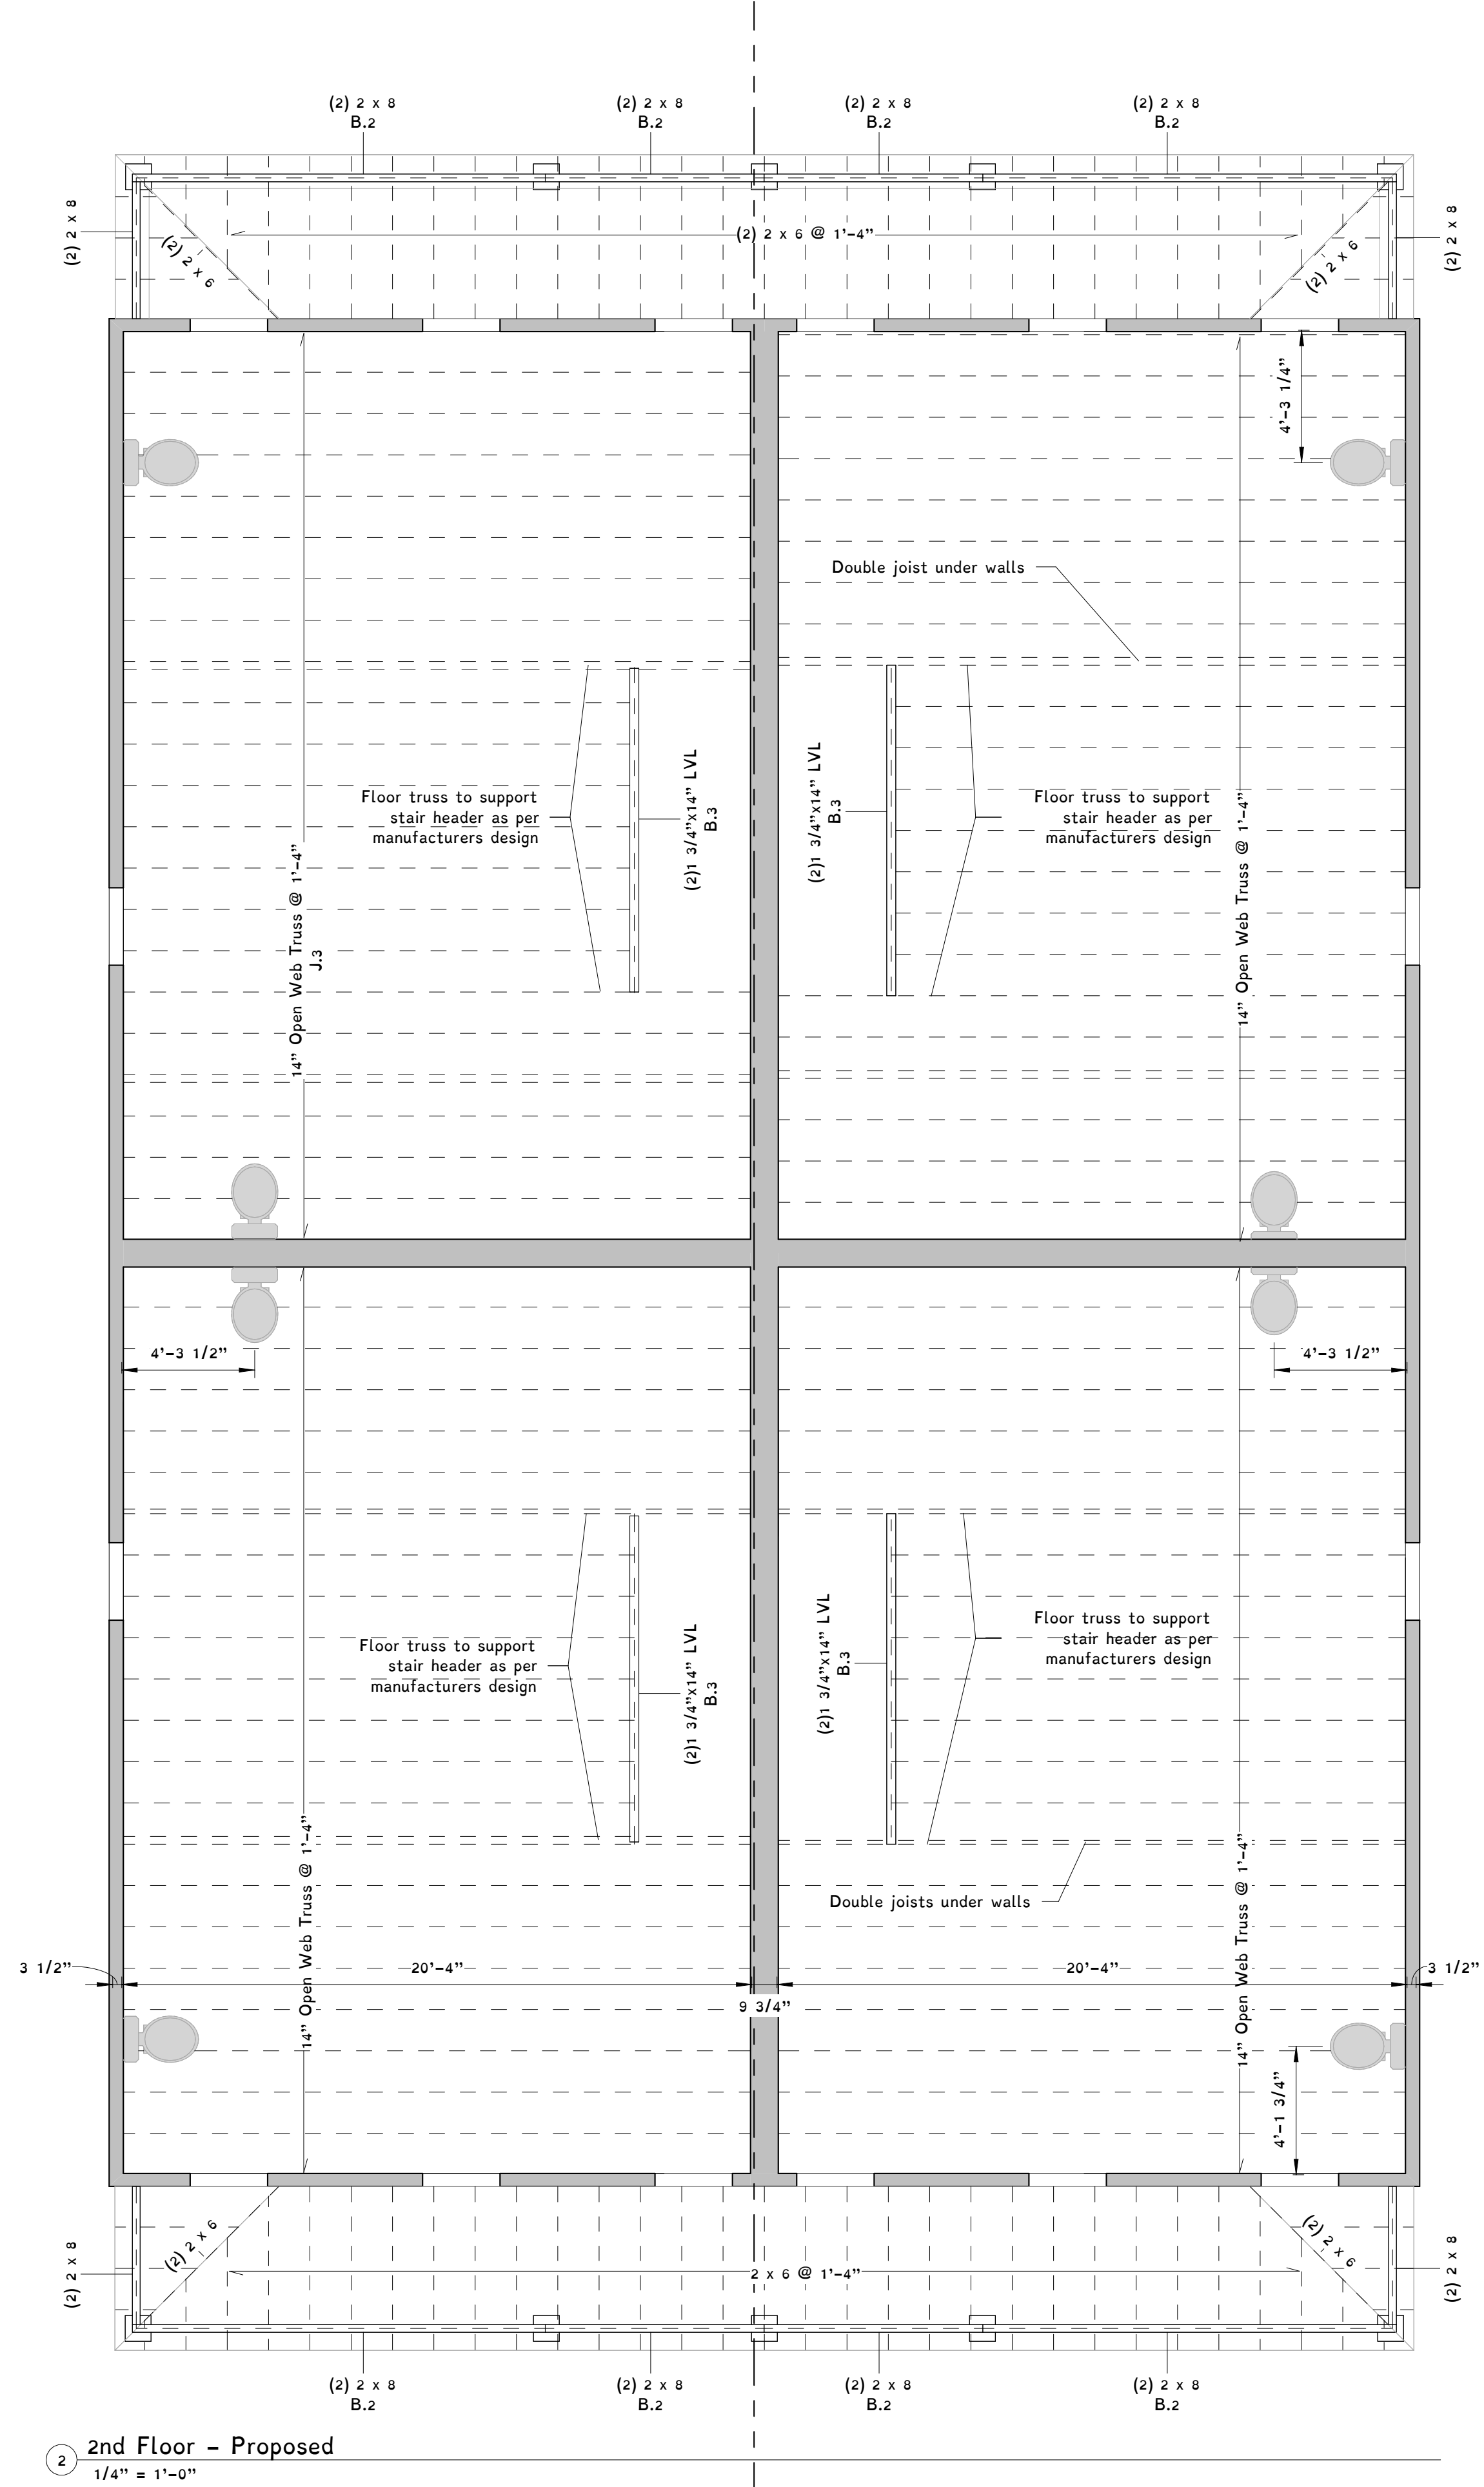 (2) 2 x 8
B.2
(2) 2 x 8
B.2
(2) 2 x 8
B.2
(2) 2 x 8
B.2
(2) 2 x 8
(2) 2 x 6
(2) 2 x 6 @ 1'-4"
(2) 2 x 6
(2) 2 x 8
4'-3 1/4"
Double joist under walls
Floor truss to support
stair header as per
manufacturers design
(2)1 3/4"x14" LVL
B.3
(2)1 3/4"x14" LVL
B.3
Floor truss to support
stair header as per
manufacturers design
14" Open Web Truss @ 1'-4"
J.3
14" Open Web Truss @ 1'-4"
4'-3 1/2"
4'-3 1/2"
Floor truss to support
stair header as per
manufacturers design
(2)1 3/4"x14" LVL
B.3
(2)1 3/4"x14" LVL
B.3
Floor truss to support
stair header as per
manufacturers design
14" Open Web Truss @ 1'-4"
Double joists under walls
14" Open Web Truss @ 1'-4"
3 1/2"
20'-4"
9 3/4"
20'-4"
3 1/2"
4'-1 3/4"
(2) 2 x 8
(2) 2 x 6
2 x 6 @ 1'-4"
(2) 2 x 6
(2) 2 x 8
(2) 2 x 8
B.2
(2) 2 x 8
B.2
(2) 2 x 8
B.2
(2) 2 x 8
B.2
2
2nd Floor - Proposed
1/4" = 1'-0"